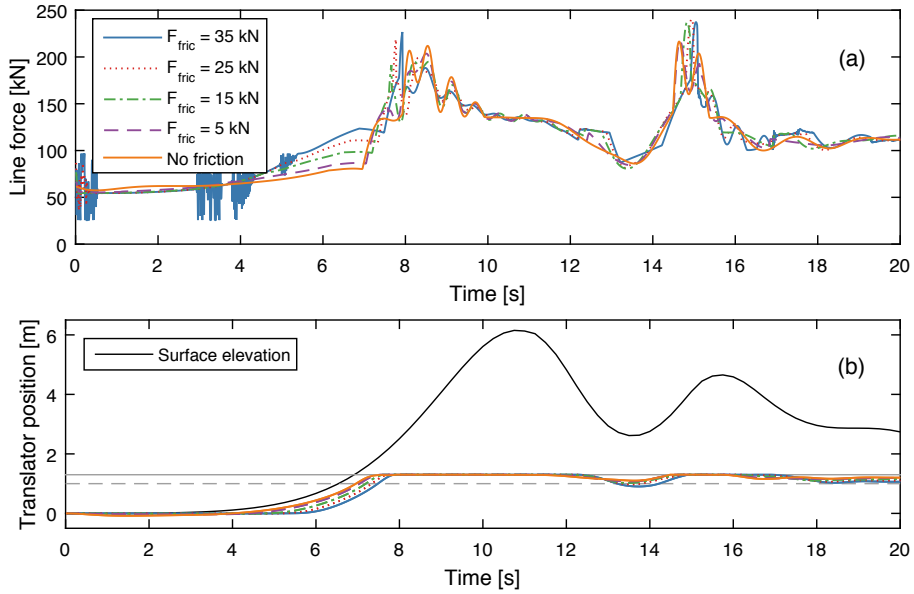 250
200
150
100
50
0
Line force [kN]
F_fric = 35 kN
F_fric = 25 kN
F_fric = 15 kN
F_fric = 5 kN
No friction
(a)
0 2 4 6 8 10 12 14 16 18 20
Time [s]
6
4
2
0
Translator position [m]
Surface elevation
(b)
0 2 4 6 8 10 12 14 16 18 20
Time [s]